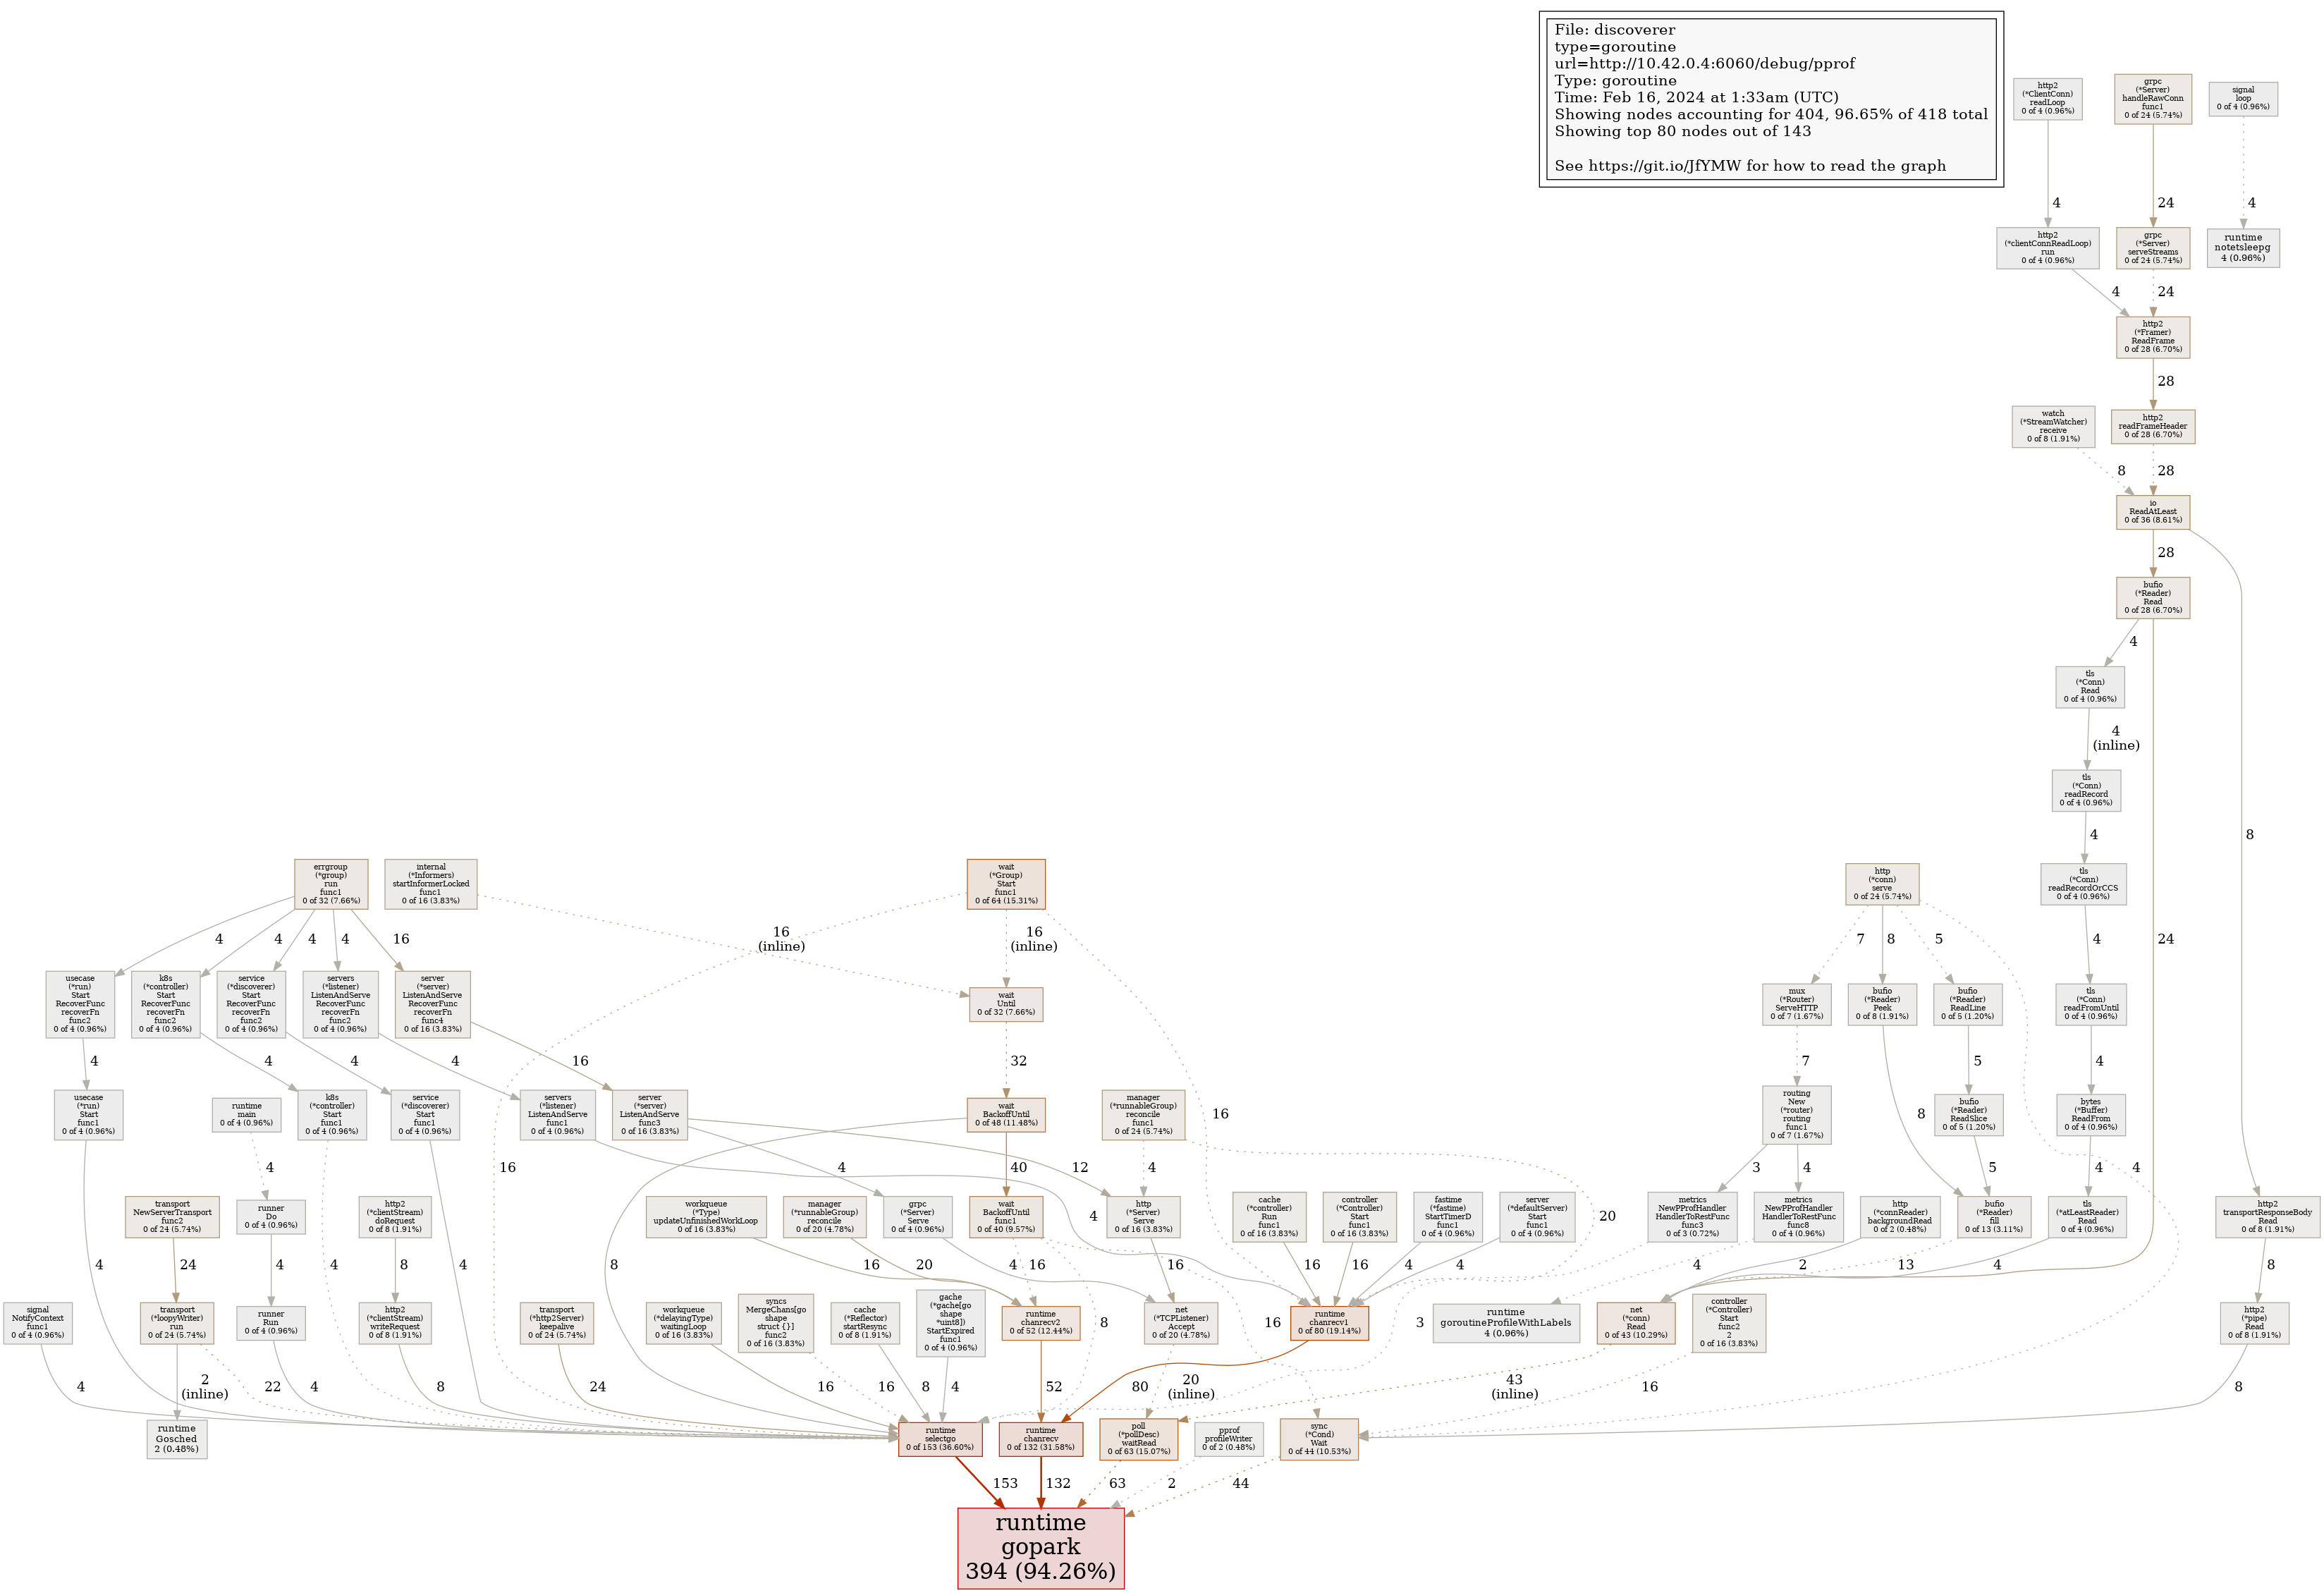 File: discoverer
type=goroutine
url=http://10.42.0.4:6060/debug/pprof
Type: goroutine
Time: Feb 16, 2024 at 1:33am (UTC)
Showing nodes accounting for 404, 96.65% of 418 total
Showing top 80 nodes out of 143
See https://git.io/JfYMW for how to read the graph
http2
(*ClientConn)
readLoop
0 of 4 (0.96%)
grpc
(*Server)
handleRawConn
func1
0 of 24 (5.74%)
signal
loop
0 of 4 (0.96%)
4
24
4
http2
(*clientConnReadLoop)
run
0 of 4 (0.96%)
grpc
(*Server)
serveStreams
0 of 24 (5.74%)
runtime
notetsleepg
4 (0.96%)
4
24
http2
(*Framer)
ReadFrame
0 of 28 (6.70%)
28
watch
(*StreamWatcher)
receive
0 of 8 (1.91%)
http2
readFrameHeader
0 of 28 (6.70%)
8
28
io
ReadAtLeast
0 of 36 (8.61%)
28
bufio
(*Reader)
Read
0 of 28 (6.70%)
4
tls
(*Conn)
Read
0 of 4 (0.96%)
4
(inline)
tls
(*Conn)
readRecord
0 of 4 (0.96%)
4
8
errgroup
(*group)
run
func1
0 of 32 (7.66%)
internal
(*Informers)
startInformerLocked
func1
0 of 16 (3.83%)
wait
(*Group)
Start
func1
0 of 64 (15.31%)
http
(*conn)
serve
0 of 24 (5.74%)
tls
(*Conn)
readRecordOrCCS
0 of 4 (0.96%)
4
4
4
4
16
16
(inline)
16
(inline)
7
8
5
4
24
usecase
(*run)
Start
RecoverFunc
recoverFn
func2
0 of 4 (0.96%)
k8s
(*controller)
Start
RecoverFunc
recoverFn
func2
0 of 4 (0.96%)
service
(*discoverer)
Start
RecoverFunc
recoverFn
func2
0 of 4 (0.96%)
servers
(*listener)
ListenAndServe
RecoverFunc
recoverFn
func2
0 of 4 (0.96%)
server
(*server)
ListenAndServe
RecoverFunc
recoverFn
func4
0 of 16 (3.83%)
wait
Until
0 of 32 (7.66%)
mux
(*Router)
ServeHTTP
0 of 7 (1.67%)
bufio
(*Reader)
Peek
0 of 8 (1.91%)
bufio
(*Reader)
ReadLine
0 of 5 (1.20%)
tls
(*Conn)
readFromUntil
0 of 4 (0.96%)
4
4
4
4
16
32
7
5
4
usecase
(*run)
Start
func1
0 of 4 (0.96%)
runtime
main
0 of 4 (0.96%)
k8s
(*controller)
Start
func1
0 of 4 (0.96%)
service
(*discoverer)
Start
func1
0 of 4 (0.96%)
servers
(*listener)
ListenAndServe
func1
0 of 4 (0.96%)
server
(*server)
ListenAndServe
func3
0 of 16 (3.83%)
wait
BackoffUntil
0 of 48 (11.48%)
manager
(*runnableGroup)
reconcile
func1
0 of 24 (5.74%)
16
routing
New
(*router)
routing
func1
0 of 7 (1.67%)
8
bufio
(*Reader)
ReadSlice
0 of 5 (1.20%)
bytes
(*Buffer)
ReadFrom
0 of 4 (0.96%)
4
16
4
40
12
4
3
4
5
4
4
transport
NewServerTransport
func2
0 of 24 (5.74%)
runner
Do
0 of 4 (0.96%)
http2
(*clientStream)
doRequest
0 of 8 (1.91%)
workqueue
(*Type)
updateUnfinishedWorkLoop
0 of 16 (3.83%)
manager
(*runnableGroup)
reconcile
0 of 20 (4.78%)
grpc
(*Server)
Serve
0 of 4 (0.96%)
wait
BackoffUntil
func1
0 of 40 (9.57%)
http
(*Server)
Serve
0 of 16 (3.83%)
4
cache
(*controller)
Run
func1
0 of 16 (3.83%)
controller
(*Controller)
Start
func1
0 of 16 (3.83%)
fastime
(*fastime)
StartTimerD
func1
0 of 4 (0.96%)
server
(*defaultServer)
Start
func1
0 of 4 (0.96%)
20
metrics
NewPProfHandler
HandlerToRestFunc
func3
0 of 3 (0.72%)
metrics
NewPProfHandler
HandlerToRestFunc
func8
0 of 4 (0.96%)
http
(*connReader)
backgroundRead
0 of 2 (0.48%)
bufio
(*Reader)
fill
0 of 13 (3.11%)
tls
(*atLeastReader)
Read
0 of 4 (0.96%)
http2
transportResponseBody
Read
0 of 8 (1.91%)
4
24
4
4
4
8
8
16
20
4
16
16
16
16
4
4
4
2
13
4
8
signal
NotifyContext
func1
0 of 4 (0.96%)
transport
(*loopyWriter)
run
0 of 24 (5.74%)
runner
Run
0 of 4 (0.96%)
http2
(*clientStream)
writeRequest
0 of 8 (1.91%)
transport
(*http2Server)
keepalive
0 of 24 (5.74%)
workqueue
(*delayingType)
waitingLoop
0 of 16 (3.83%)
syncs
MergeChans[go
shape
struct {}]
func2
0 of 16 (3.83%)
cache
(*Reflector)
startResync
0 of 8 (1.91%)
gache
(*gache[go
shape
*uint8])
StartExpired
func1
0 of 4 (0.96%)
runtime
chanrecv2
0 of 52 (12.44%)
8
net
(*TCPListener)
Accept
0 of 20 (4.78%)
16
runtime
chanrecv1
0 of 80 (19.14%)
3
runtime
goroutineProfileWithLabels
4 (0.96%)
net
(*conn)
Read
0 of 43 (10.29%)
controller
(*Controller)
Start
func2
2
0 of 16 (3.83%)
http2
(*pipe)
Read
0 of 8 (1.91%)
4
2
(inline)
22
4
8
24
16
16
8
4
52
80
20
(inline)
43
(inline)
16
8
runtime
Gosched
2 (0.48%)
runtime
selectgo
0 of 153 (36.60%)
runtime
chanrecv
0 of 132 (31.58%)
poll
(*pollDesc)
waitRead
0 of 63 (15.07%)
pprof
profileWriter
0 of 2 (0.48%)
sync
(*Cond)
Wait
0 of 44 (10.53%)
153
132
63
2
44
runtime
gopark
394 (94.26%)